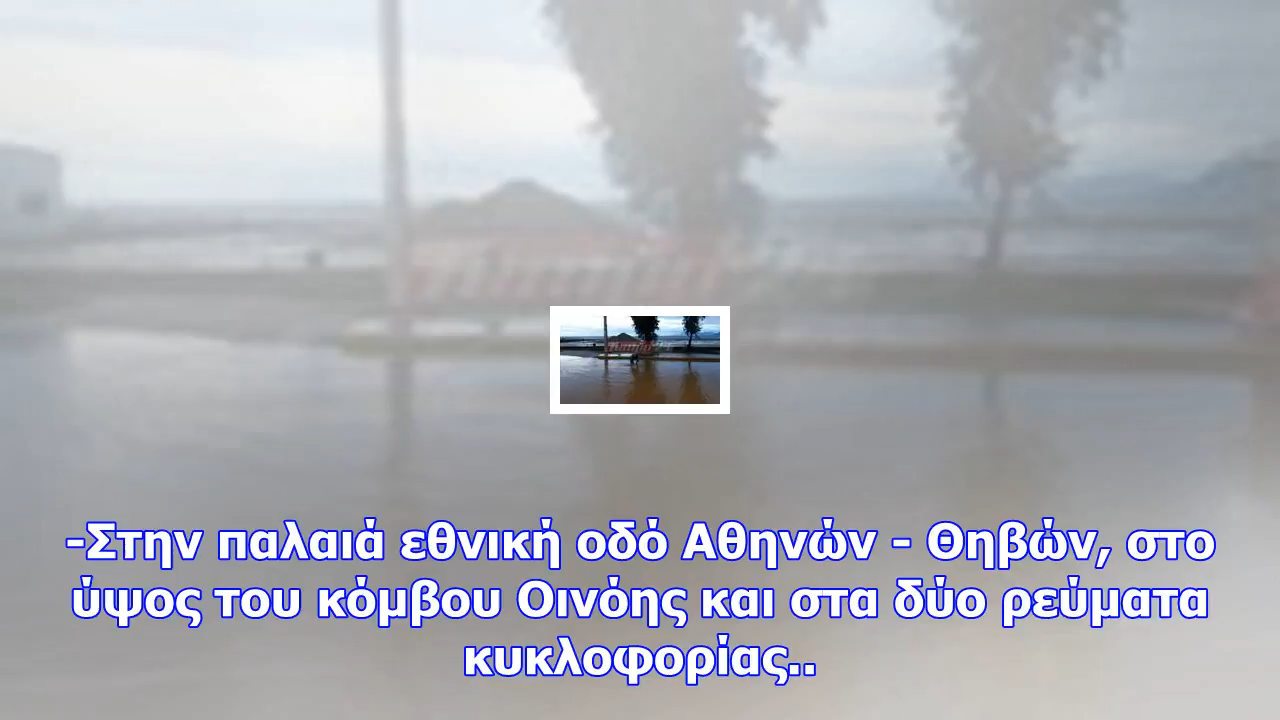 -Στην παλαιά εθνική οδό Αθηνών - Θηβών, στο
ύψος του κόμβου Οινόης και στα δύο ρεύματα
κυκλοφορίας..